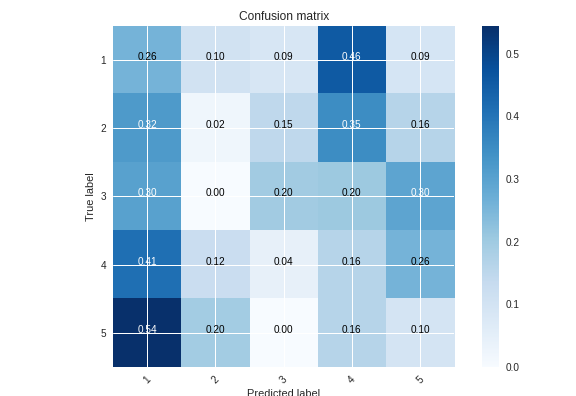 Confusion matrix
1 0.26 0.10 0.09 0.46 0.09
2 0.32 0.02 0.15 0.35 0.16
3 0.30 0.00 0.20 0.20 0.30
4 0.41 0.12 0.04 0.16 0.26
5 0.54 0.20 0.00 0.16 0.10
True label
1 2 3 4 5
Predicted label
0.5
0.4
0.3
0.2
0.1
0.0